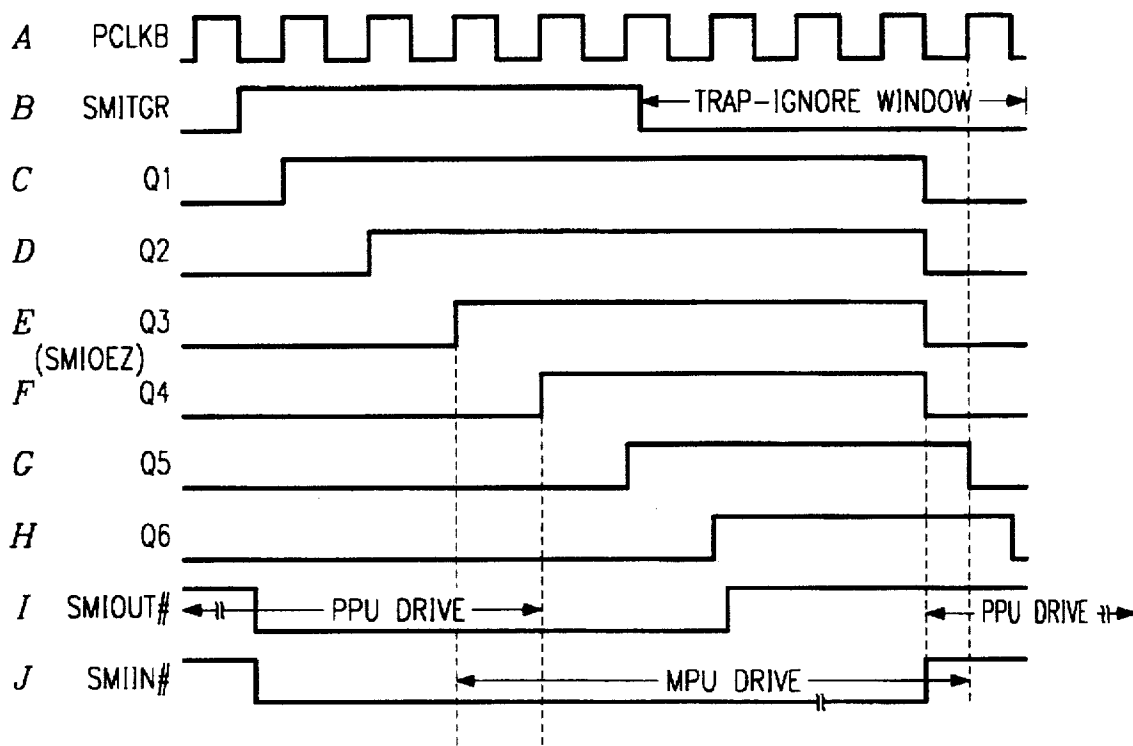 A PCLKB
B SMITGR TRAP-IGNORE WINDOW
C Q1
D Q2
E Q3
(SMIOEZ)
F Q4
G Q5
H Q6
I SMIOUT# PPU DRIVE PPU DRIVE
J SMIIN# MPU DRIVE